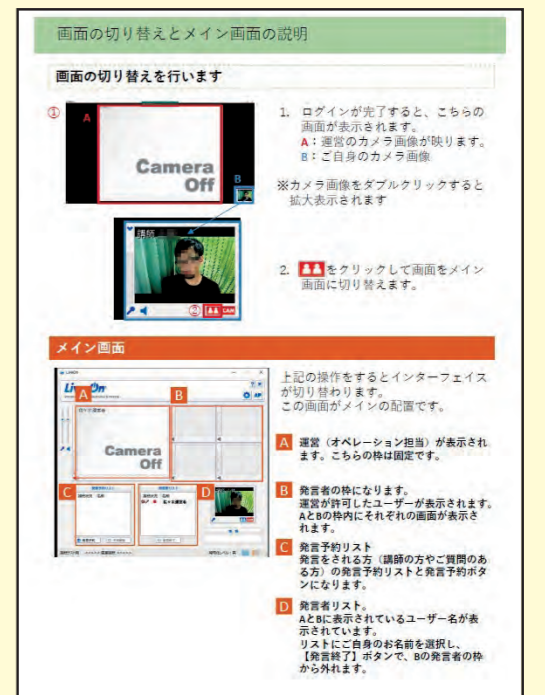 画面の切り替えとメイン画面の説明
画面の切り替えを行います
①
A
Camera
Off
B
講師
②
CAM
1. ログインが完了すると、こちらの
画面が表示されます。
A：運営のカメラ画像が映ります。
B：ご自身のカメラ画像
※カメラ画像をダブルクリックすると
拡大表示されます
2. をクリックして画面をメイン
画面に切り替えます。
メイン画面
A
B
Camera
Off
C
D
上記の操作をするとインターフェイス
が切り替わります。
この画面がメインの配置です。
A 運営（オペレーション担当）が表示され
ます。こちらの枠は固定です。
B 発言者の枠になります。
運営が許可したユーザーが表示されます。
AとBの枠内にそれぞれの画面が表示さ
れます。
C 発言予約リスト
発言をされる方（講師の方やご質問のあ
る方）の発言予約リストと発言予約ボタ
ンになります。
D 発言者リスト。
AとBに表示されているユーザー名が表
示されています。
リストにご自身のお名前を選択し、
【発言終了】ボタンで、Bの発言者の枠
から外れます。